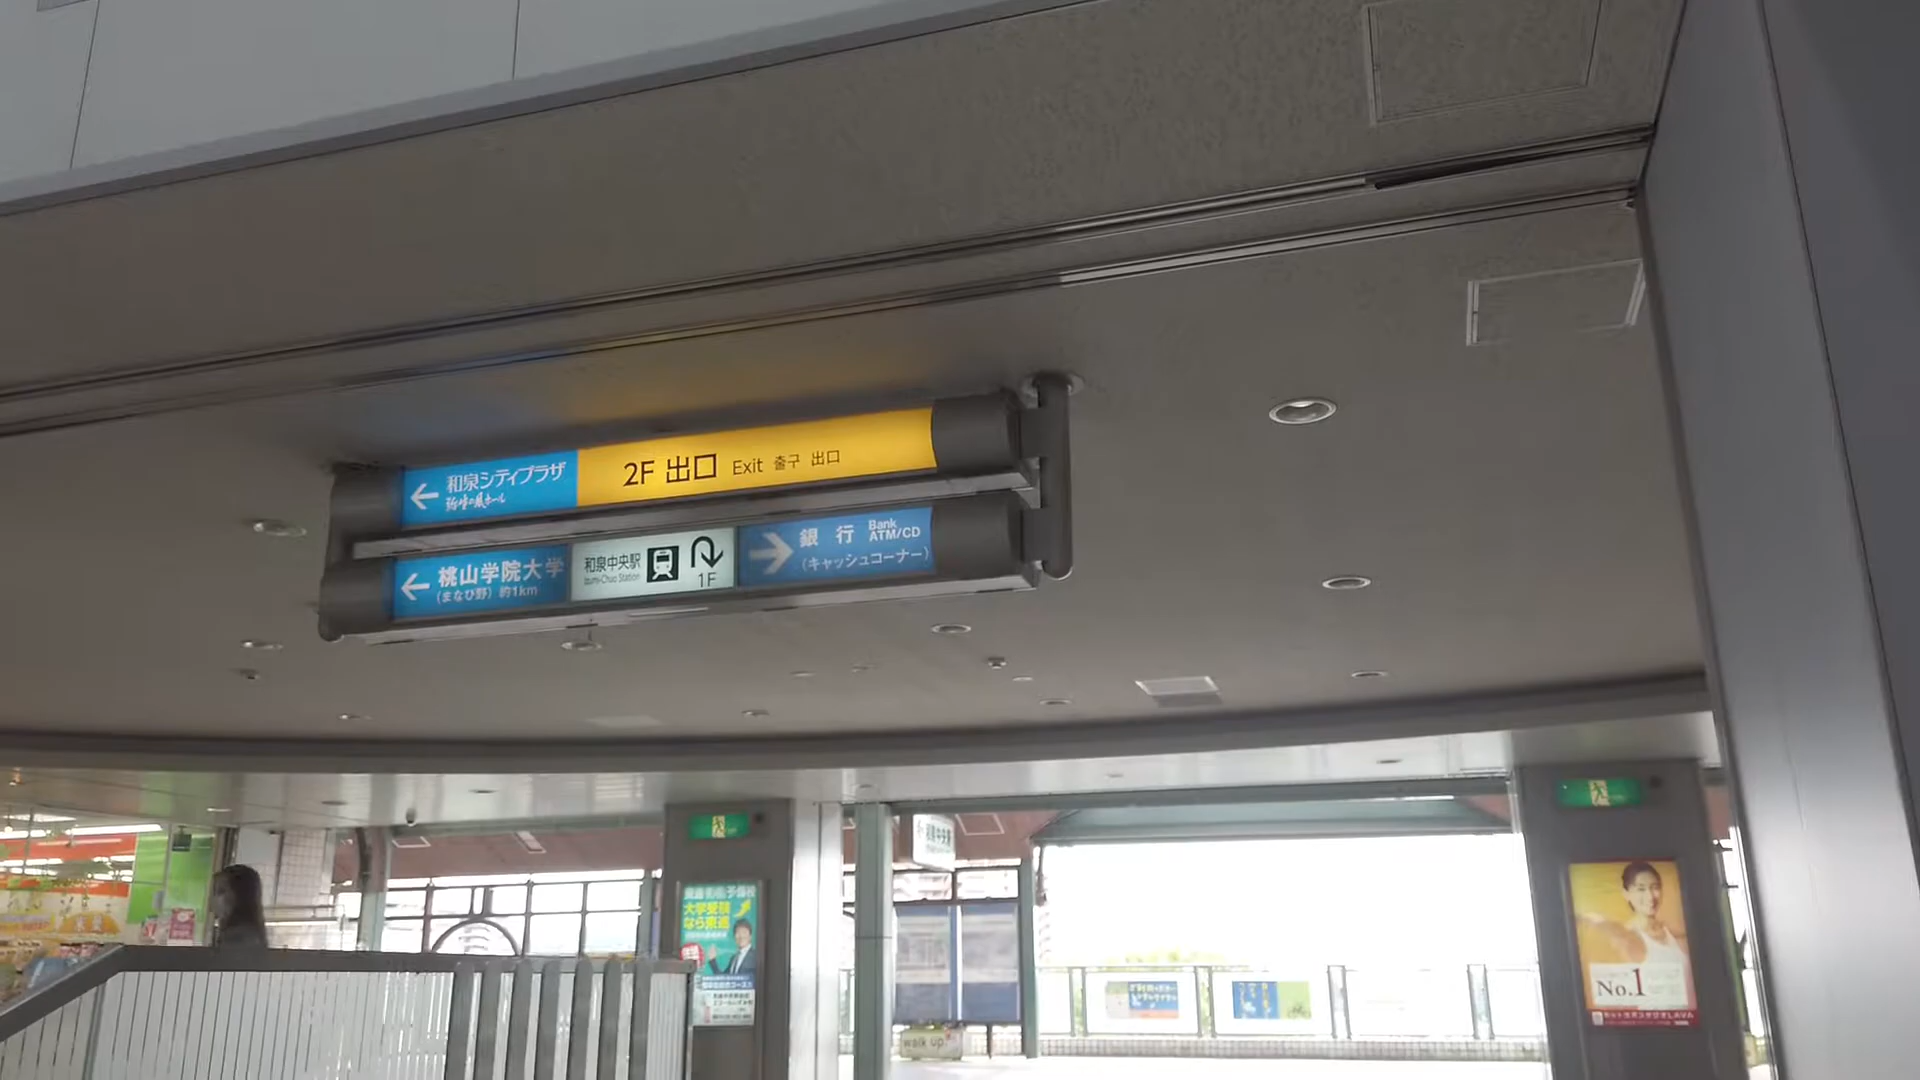 和泉シティプラザ
弥生の風ホール
2F 出口 Exit 출구 出口
桃山学院大学
(まなび野) 約1km
和泉中央駅
Izumi-Chuo Station
1F
銀行 Bank ATM/CD
(キャッシュコーナー)
大学受験
なら東進
No.1
walk up